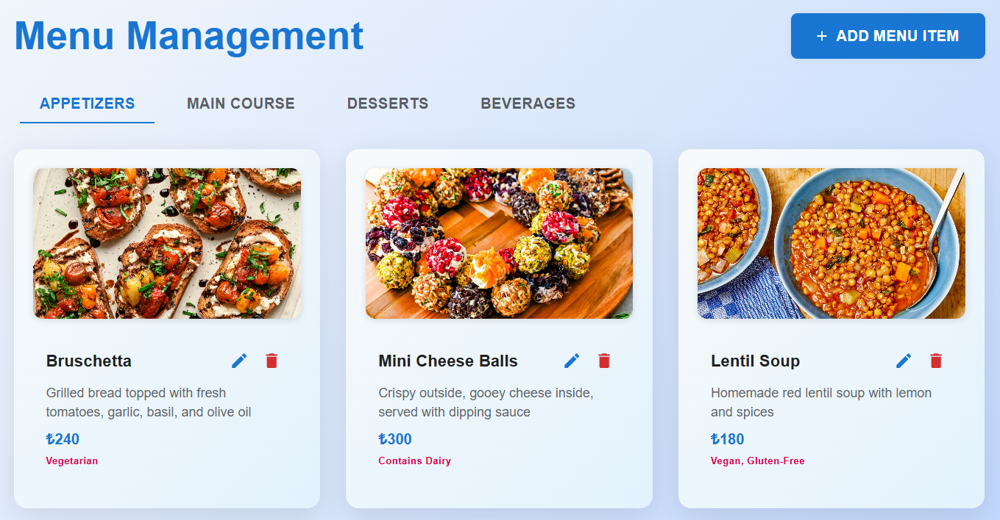 Menu Management
+ ADD MENU ITEM
APPETIZERS
MAIN COURSE
DESSERTS
BEVERAGES
Bruschetta
Grilled bread topped with fresh
tomatoes, garlic, basil, and olive oil
₺240
Vegetarian
Mini Cheese Balls
Crispy outside, gooey cheese inside,
served with dipping sauce
₺300
Contains Dairy
Lentil Soup
Homemade red lentil soup with lemon
and spices
₺180
Vegan, Gluten-Free